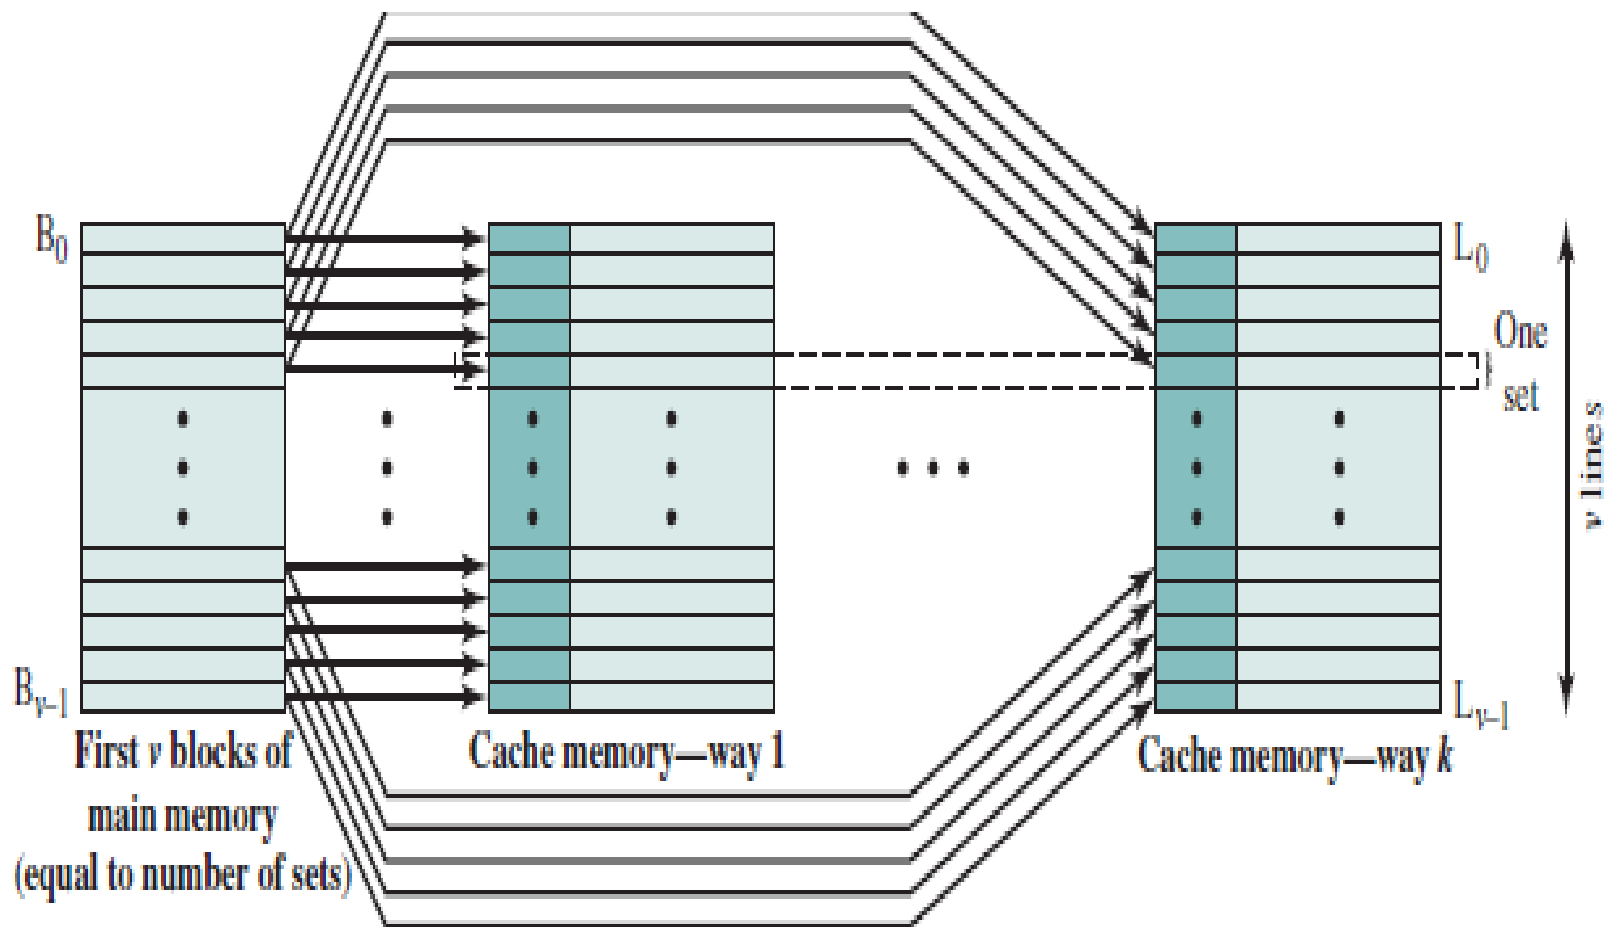 B0
L0
One
set
v lines
Bv–1
Lv–1
First v blocks of
main memory
(equal to number of sets)
Cache memory—way 1
Cache memory—way k